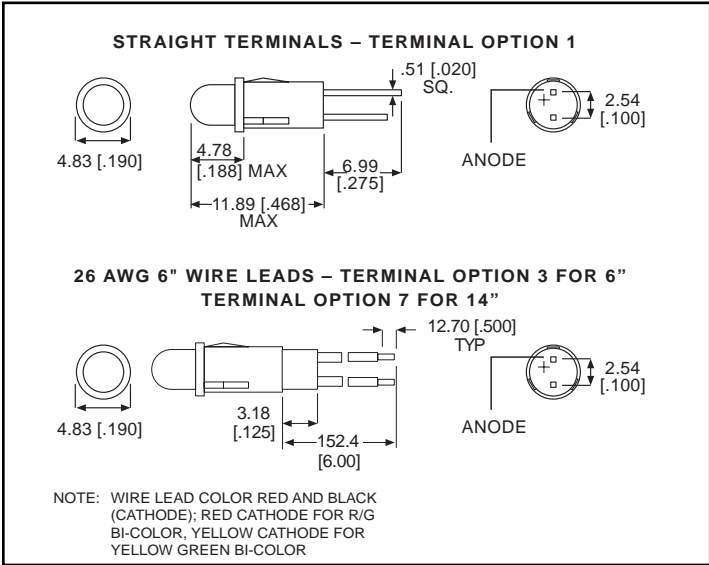 STRAIGHT TERMINALS – TERMINAL OPTION 1
.51 [.020]
SQ.
4.83 [.190]
4.78
[.188] MAX
11.89 [.468]
MAX
6.99
[.275]
+
ANODE
2.54
[.100]
26 AWG 6" WIRE LEADS – TERMINAL OPTION 3 FOR 6”
TERMINAL OPTION 7 FOR 14”
12.70 [.500]
TYP
4.83 [.190]
3.18
[.125]
152.4
[6.00]
+
ANODE
2.54
[.100]
NOTE: WIRE LEAD COLOR RED AND BLACK
(CATHODE); RED CATHODE FOR R/G
BI-COLOR, YELLOW CATHODE FOR
YELLOW GREEN BI-COLOR